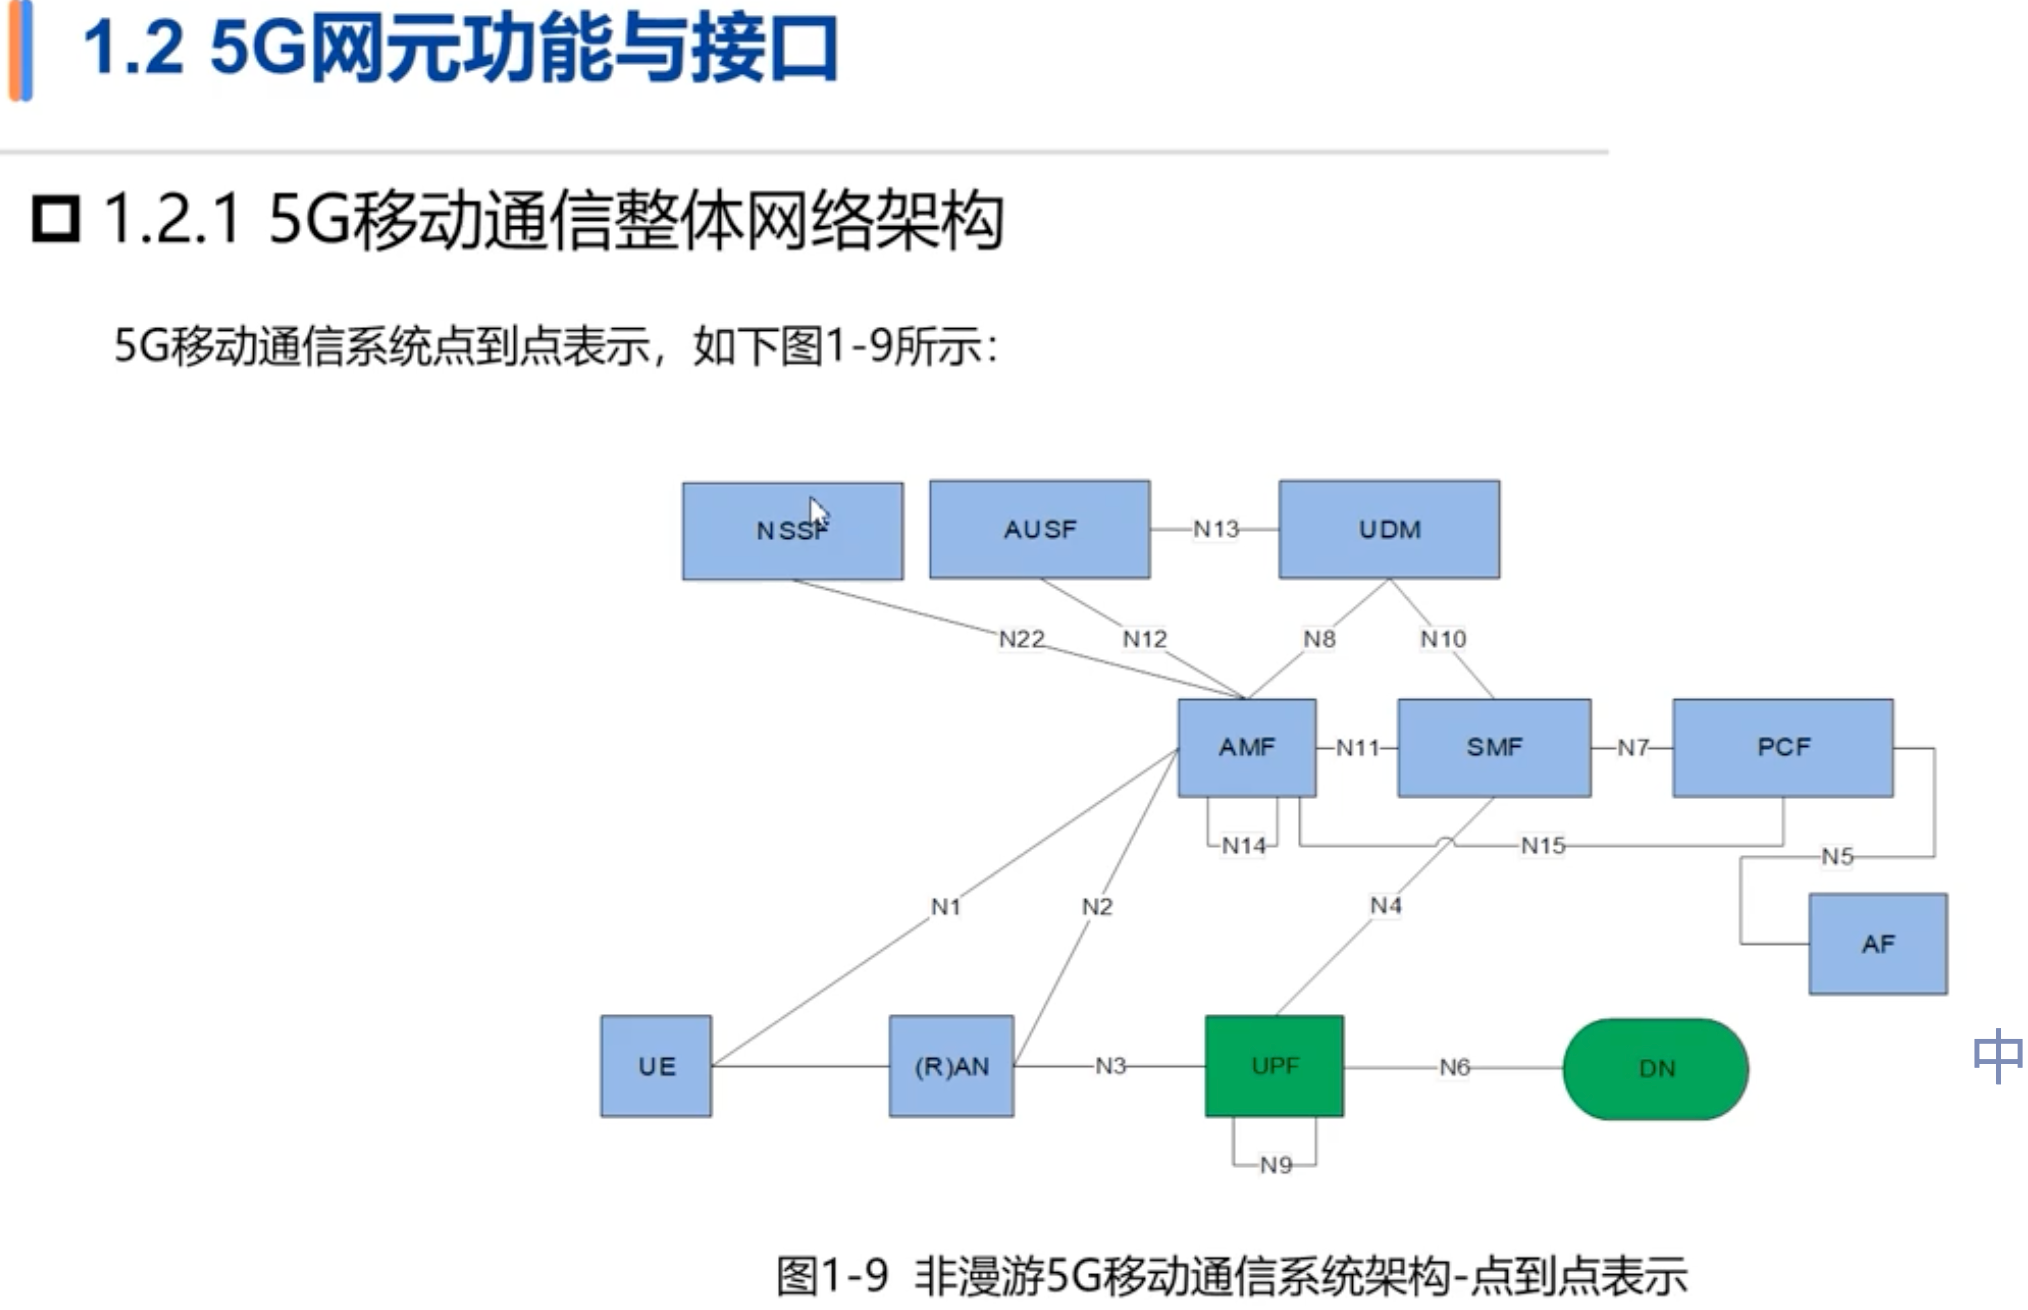 1.2 5G网元功能与接口
1.2.1 5G移动通信整体网络架构
5G移动通信系统点到点表示，如下图1-9所示：
NSSF
AUSF
N13
UDM
N22
N12
N8
N10
AMF
N11
SMF
N7
PCF
N14
N15
N5
N1
N2
N4
AF
UE
(R)AN
N3
UPF
N6
DN
中
N9
图1-9 非漫游5G移动通信系统架构-点到点表示